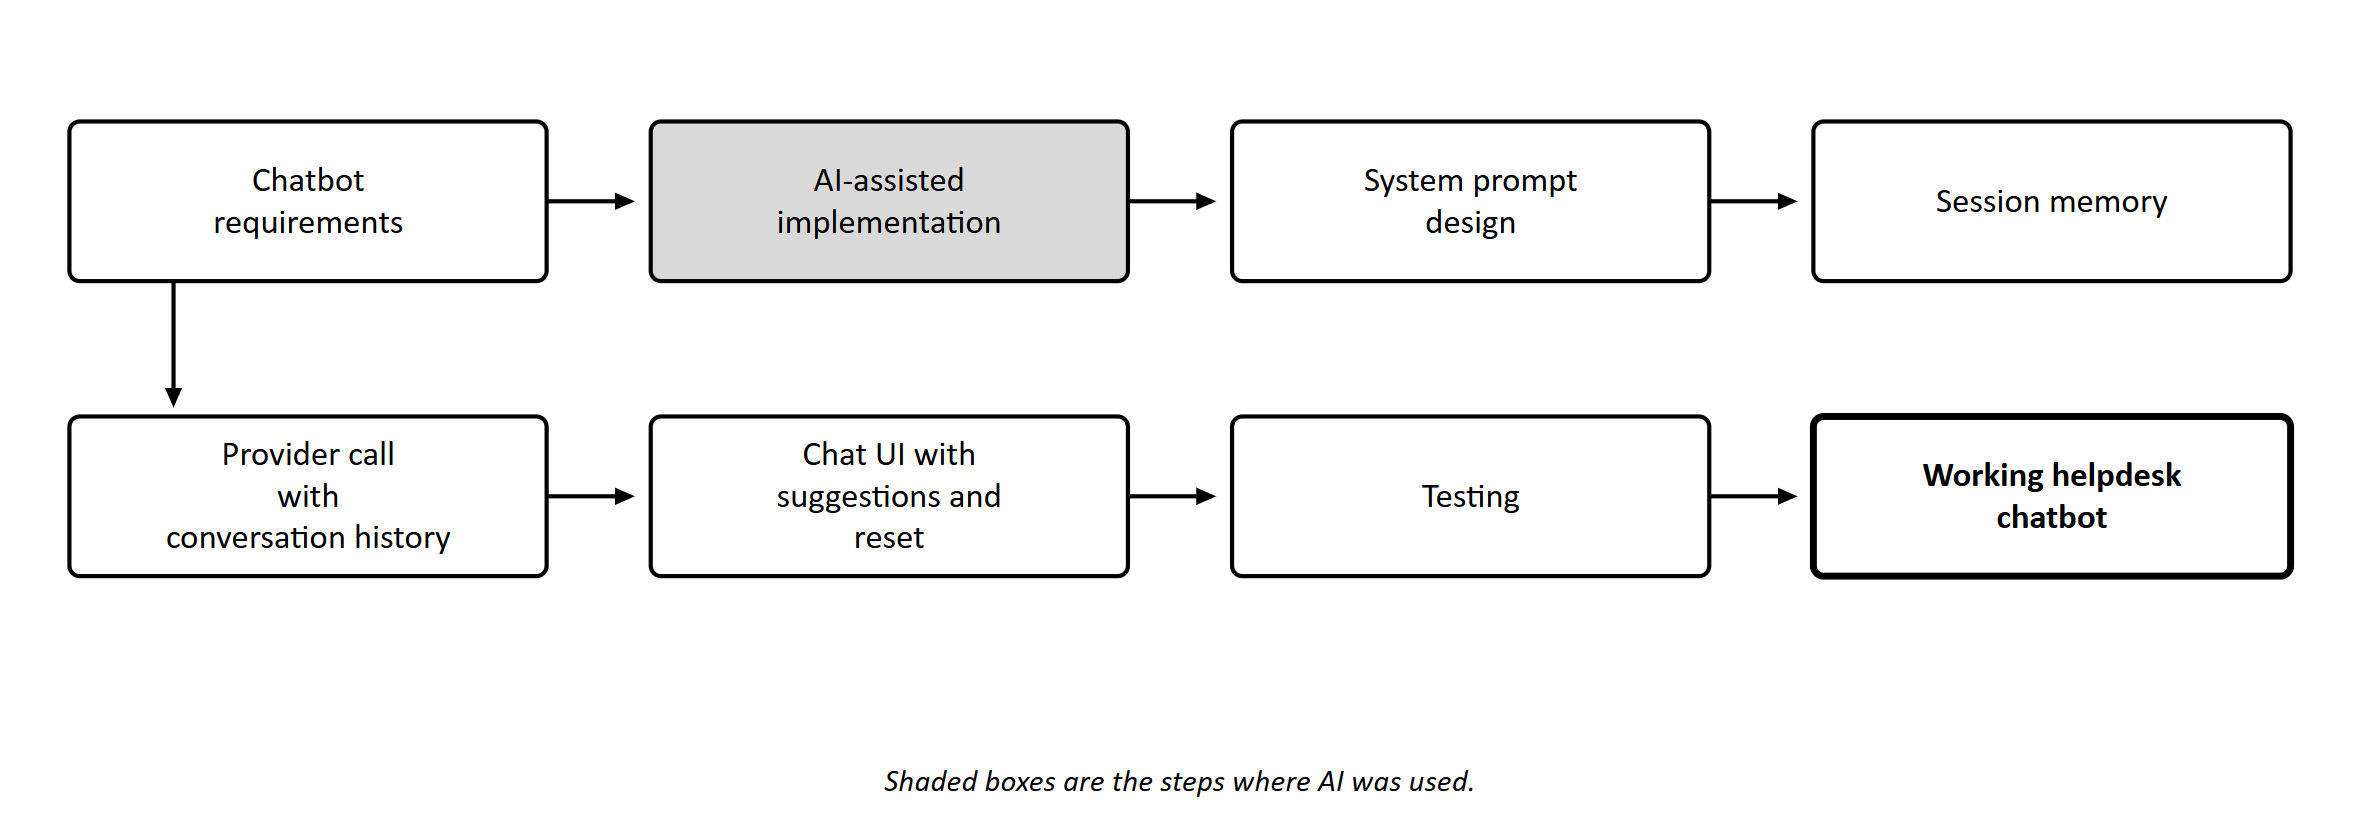 Chatbot
requirements
AI-assisted
implementation
System prompt
design
Session memory
Provider call
with
conversation history
Chat UI with
suggestions and
reset
Testing
Working helpdesk
chatbot
Shaded boxes are the steps where AI was used.